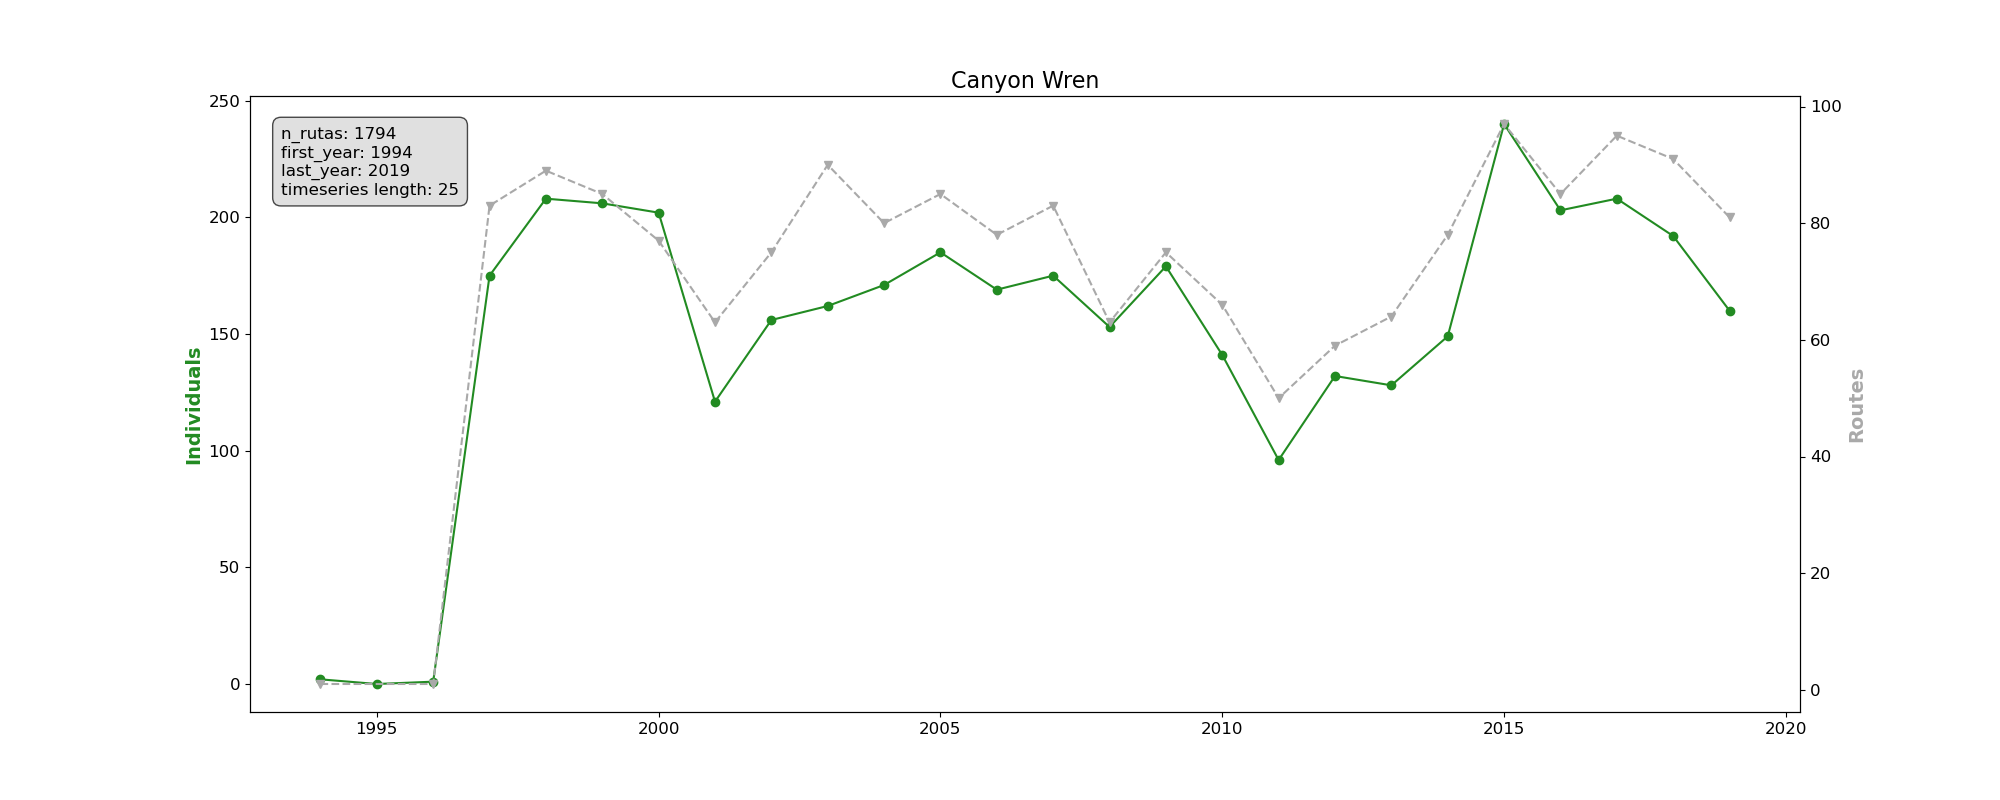 Canyon Wren
n_rutas: 1794
first_year: 1994
last_year: 2019
timeseries length: 25
Individuals
250
200
150
100
50
0
100
80
60
40
20
0
Routes
1995
2000
2005
2010
2015
2020